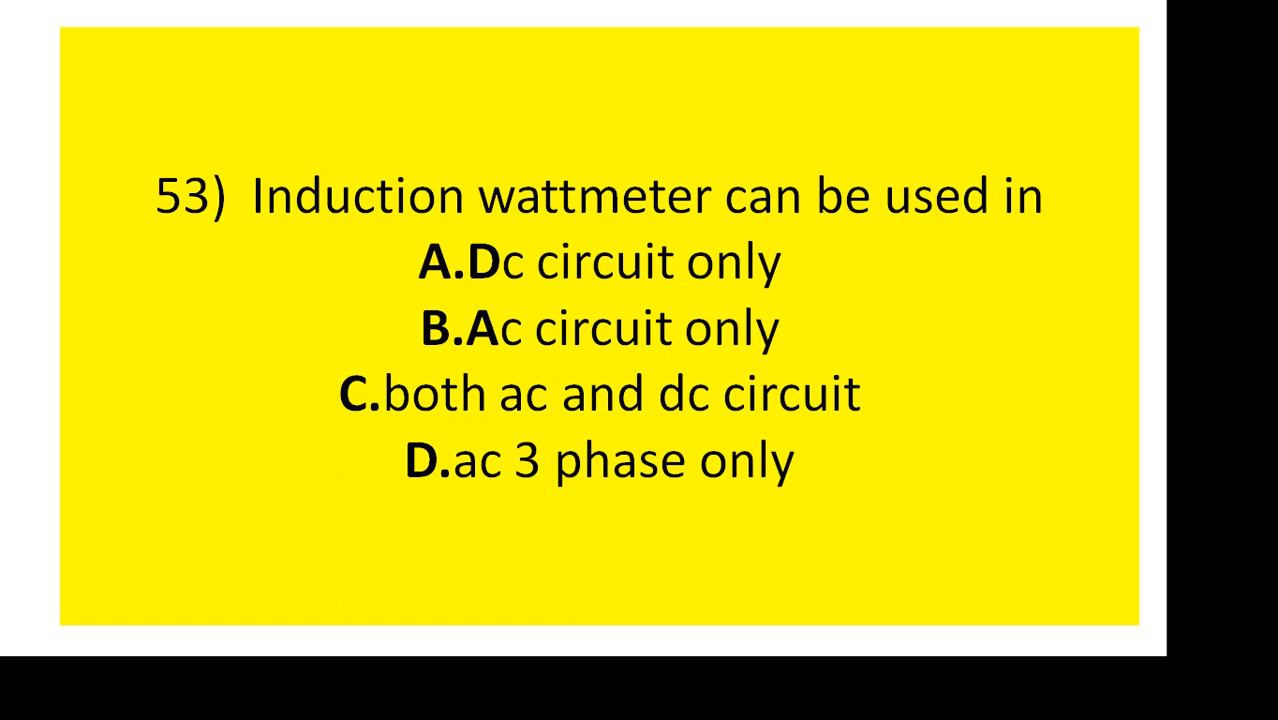 53)  Induction wattmeter can be used in
A.Dc circuit only
B.Ac circuit only
C.both ac and dc circuit
D.ac 3 phase only